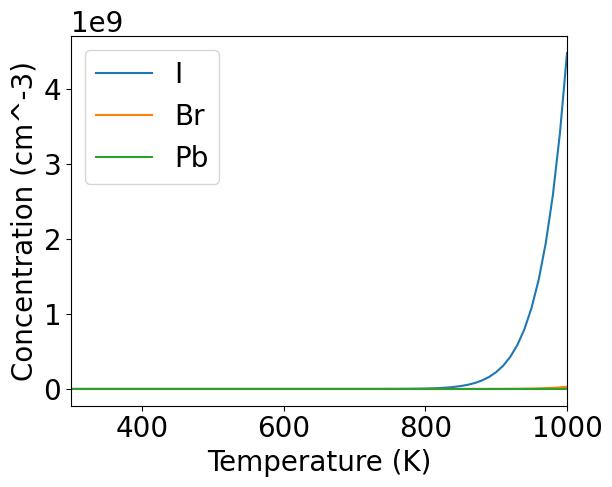 1e9
I
Br
Pb
4
3
2
1
0
Concentration (cm^-3)
400
600
800
1000
Temperature (K)